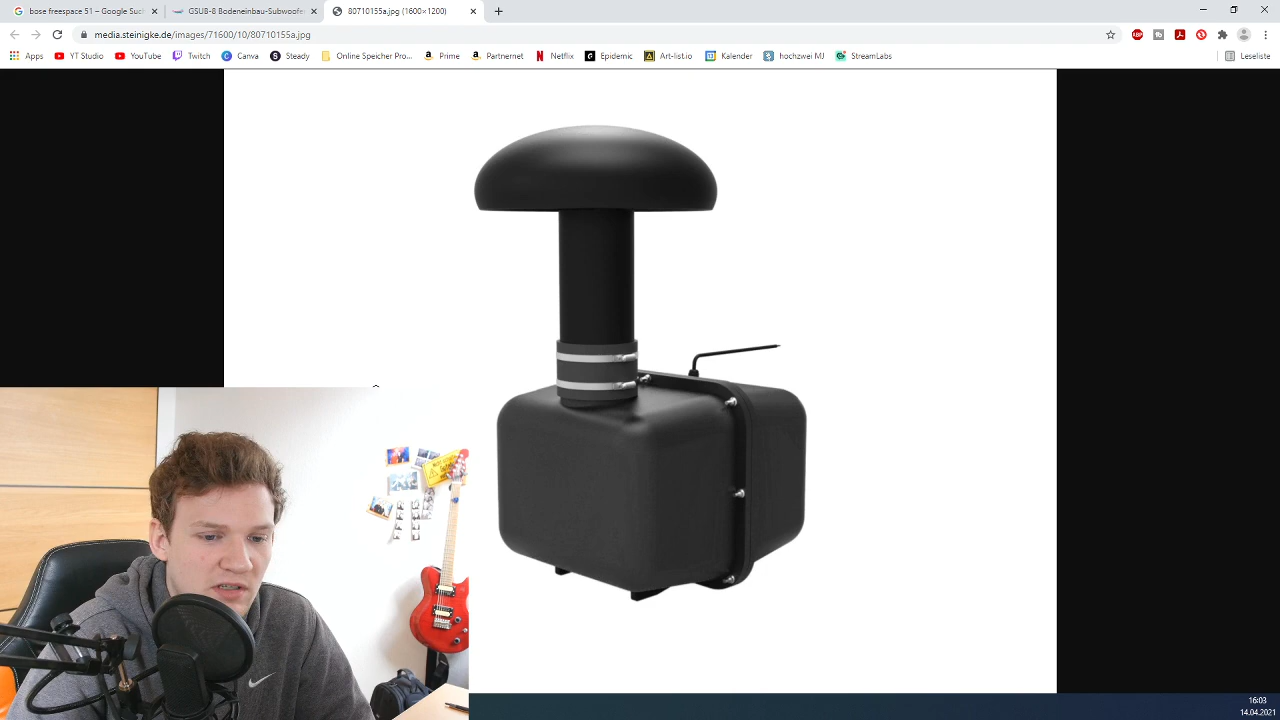 bose freespace 51 – Google Such
GSUB-8 Bodeneinbau-Subwoofer
80710155a.jpg (1600×1200)
media.steinigke.de/images/71600/10/80710155a.jpg
Apps
YT Studio
YouTube
Twitch
Canva
Steady
Online Speicher Pro...
Prime
Partnernet
Netflix
Epidemic
Art-list.io
Kalender
hochzwei MJ
StreamLabs
Leseliste
16:03
14.04.2021